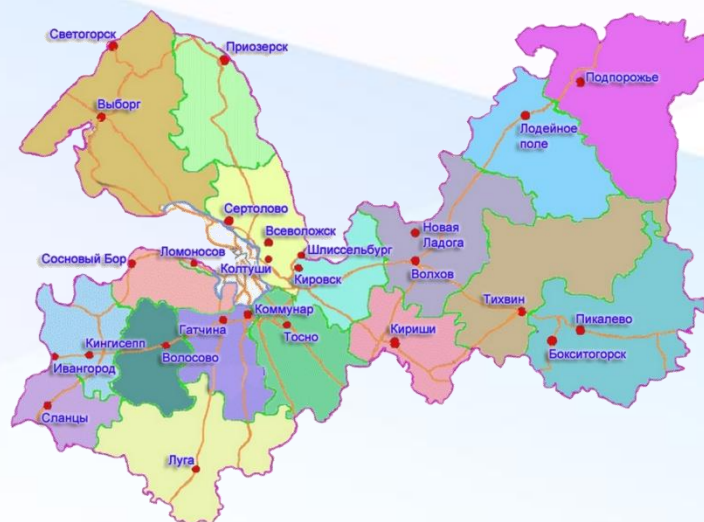 Светогорск
Приозерск
Подпорожье
Выборг
Лодейное
поле
Сертолово
Всеволожск
Новая
Ладога
Шлиссельбург
Сосновый Бор
Ломоносов
Колтуши
Кировск
Волхов
Тихвин
Коммунар
Гатчина
Тосно
Кириши
Пикалево
Кингисепп
Бокситогорск
Ивангород
Волосово
Сланцы
Луга